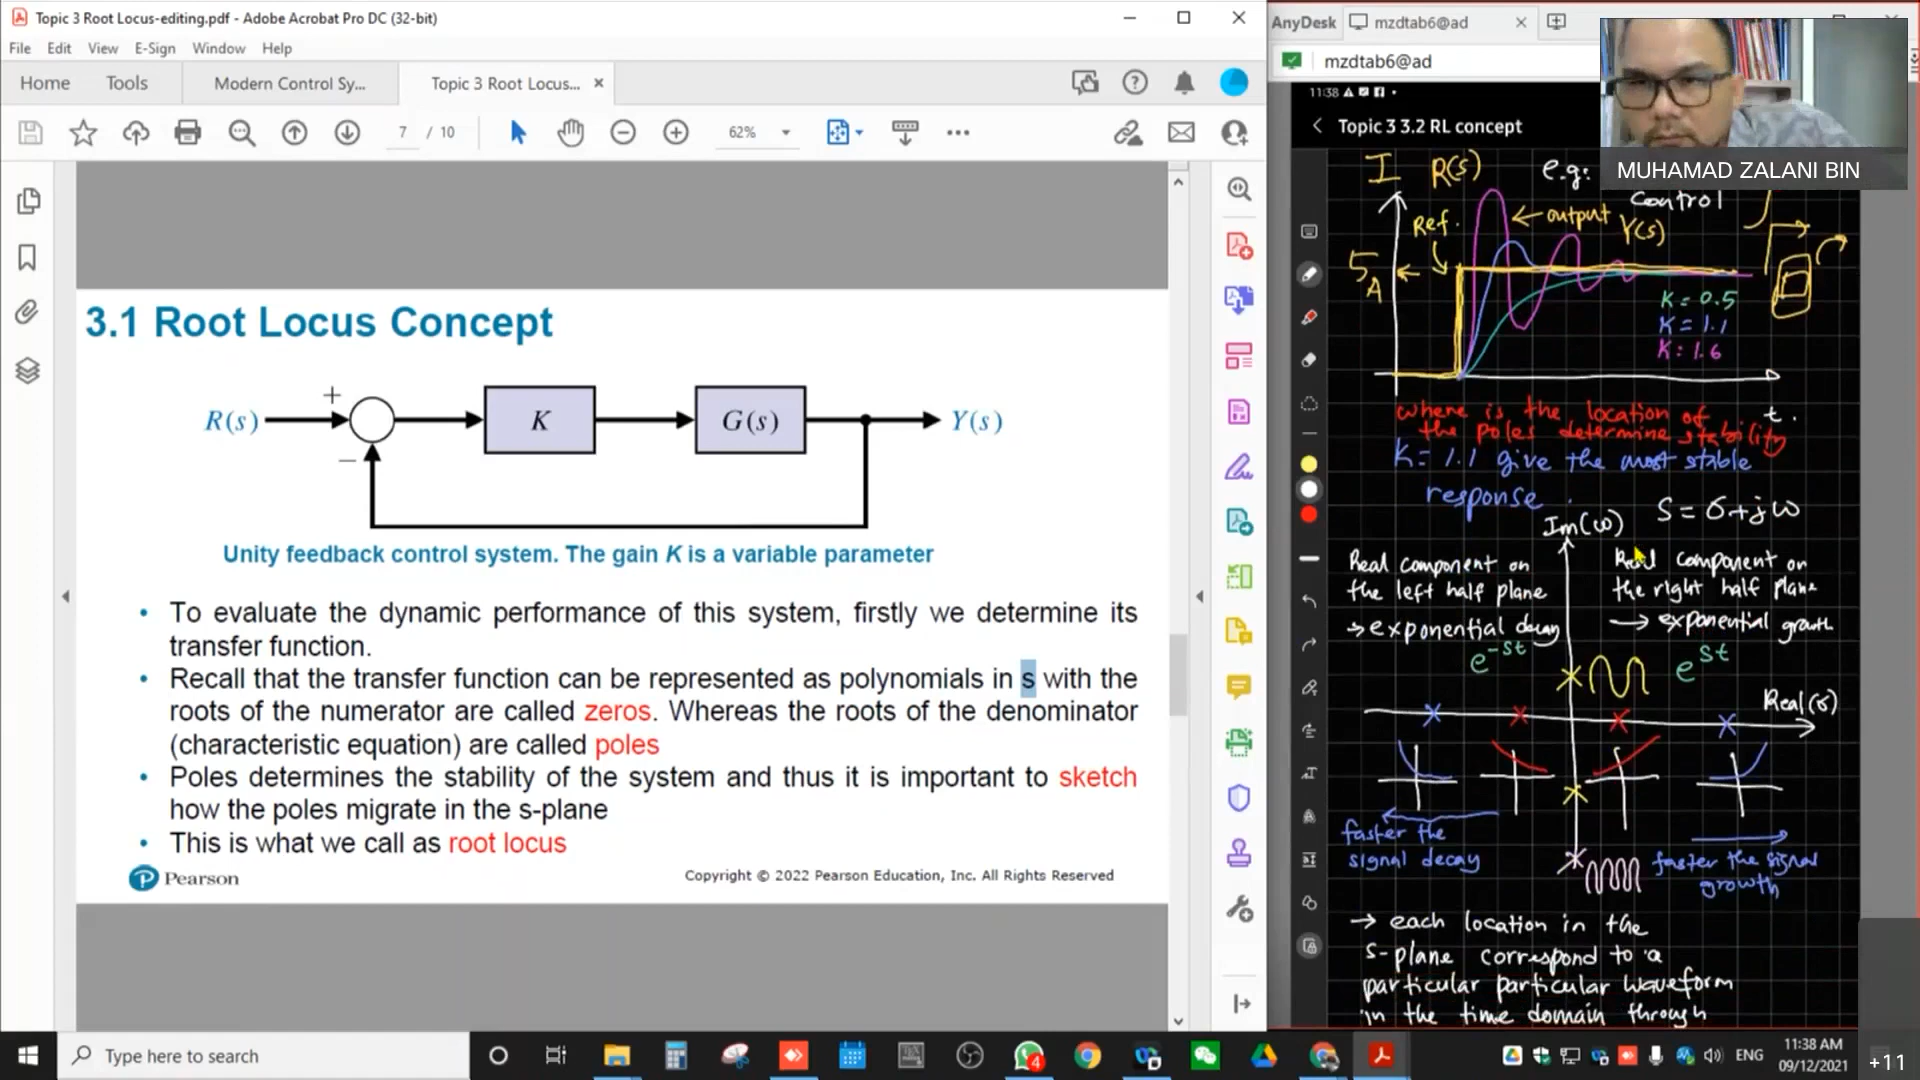 Topic 3 Root Locus-editing.pdf - Adobe Acrobat Pro DC (32-bit)
File Edit View E-Sign Window Help
Home Tools Modern Control Sy... Topic 3 Root Locus... ×
7 / 10 62%
3.1 Root Locus Concept
R(s) + − K G(s) Y(s)
Unity feedback control system. The gain K is a variable parameter
• To evaluate the dynamic performance of this system, firstly we determine its
transfer function.
• Recall that the transfer function can be represented as polynomials in s with the
roots of the numerator are called zeros. Whereas the roots of the denominator
(characteristic equation) are called poles
• Poles determines the stability of the system and thus it is important to sketch
how the poles migrate in the s-plane
• This is what we call as root locus
Pearson
Copyright © 2022 Pearson Education, Inc. All Rights Reserved
AnyDesk mzdtab6@ad
mzdtab6@ad
11:38
Topic 3 3.2 RL concept
MUHAMAD ZALANI BIN
I R(s) e.g:
control
Ref. ← output Y(s)
5A
K = 0.5
K = 1.1
K = 1.6
t.
where is the location of
the poles determine stability
K = 1.1 give the most stable
response.
Im(ω) S = σ+jω
Real component on
the left half plane
→ exponential decay
e^-st
Real component on
the right half plane
→ exponential growth
e^st
Real(σ)
faster the
signal decay
faster the signal
growth
→ each location in the
s-plane correspond to a
particular particular waveform
in the time domain through
Type here to search
4
ENG
11:38 AM
09/12/2021
+11